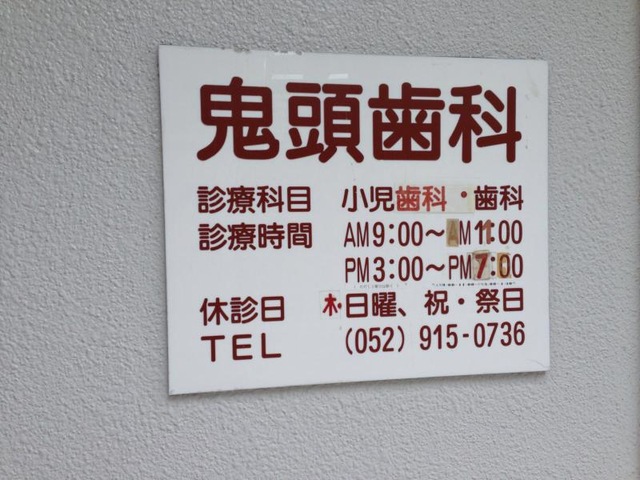 鬼頭歯科
診療科目 小児歯科・歯科
診療時間 AM9:00~AM11:00
PM3:00~PM7:00
休診日 木・日曜、祝・祭日
TEL (052) 915-0736